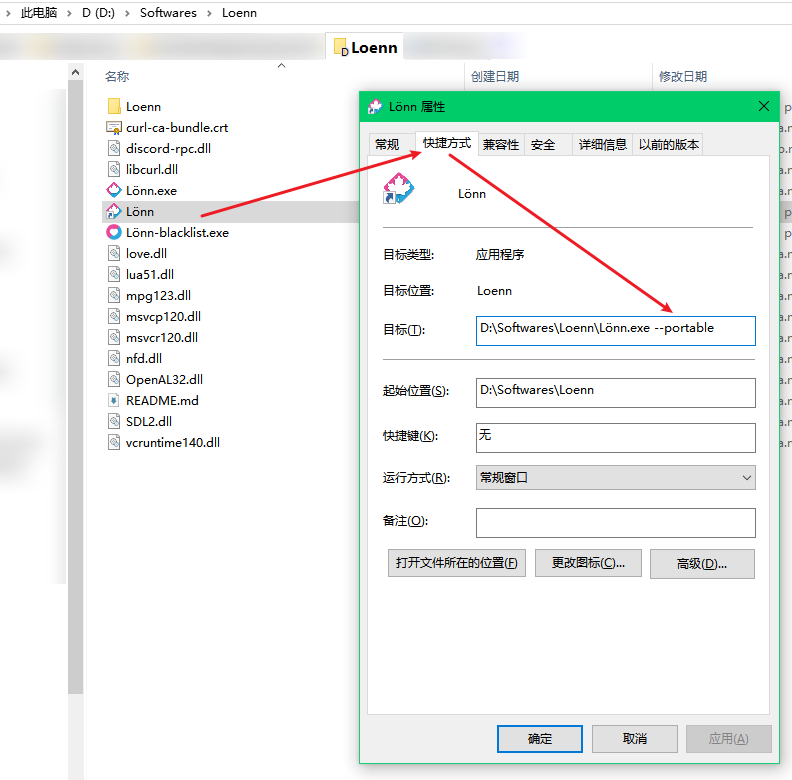 此电脑 > D (D:) > Softwares > Loenn
Loenn
名称 创建日期 修改日期
Loenn
curl-ca-bundle.crt
discord-rpc.dll
libcurl.dll
Lönn.exe
Lönn
Lönn-blacklist.exe
love.dll
lua51.dll
mpg123.dll
msvcp120.dll
msvcr120.dll
nfd.dll
OpenAL32.dll
README.md
SDL2.dll
vcruntime140.dll
Lönn 属性
常规 快捷方式 兼容性 安全 详细信息 以前的版本
Lönn
目标类型: 应用程序
目标位置: Loenn
目标(T): D:\Softwares\Loenn\Lönn.exe --portable
起始位置(S): D:\Softwares\Loenn
快捷键(K): 无
运行方式(R): 常规窗口
备注(O):
打开文件所在的位置(F) 更改图标(C)... 高级(D)...
确定 取消 应用(A)